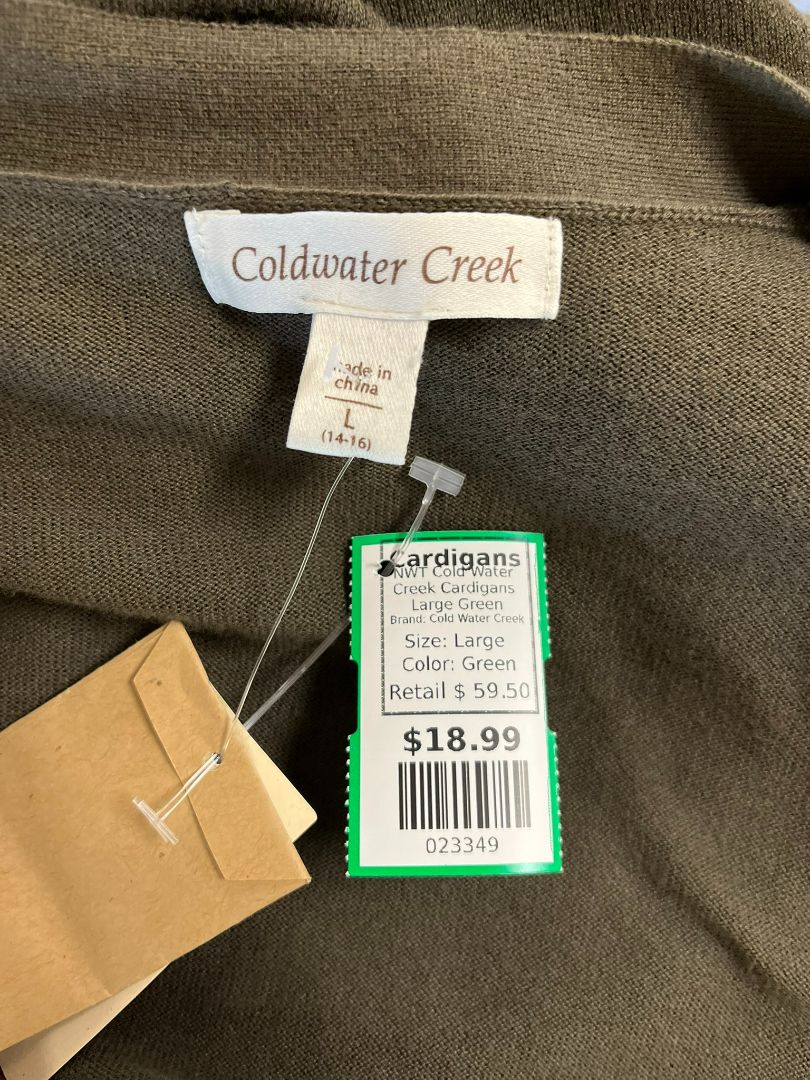 Coldwater Creek
made in
china
L
(14-16)
Cardigans
NWT Cold Water
Creek Cardigans
Large Green
Brand: Cold Water Creek
Size: Large
Color: Green
Retail $ 59.50
$18.99
023349